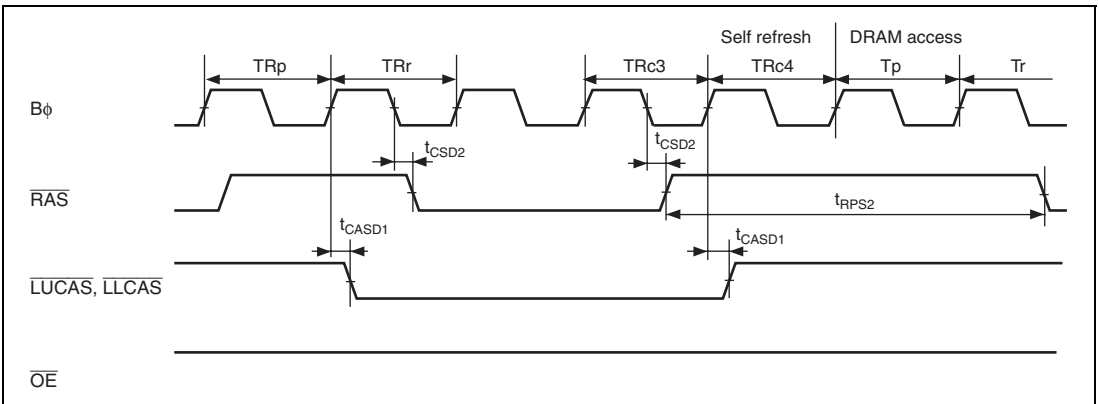 Self refresh DRAM access
TRp TRr TRc3 TRc4 Tp Tr
Bφ
tCSD2 tCSD2
RAS
tRPS2
tCASD1 tCASD1
LUCAS, LLCAS
OE